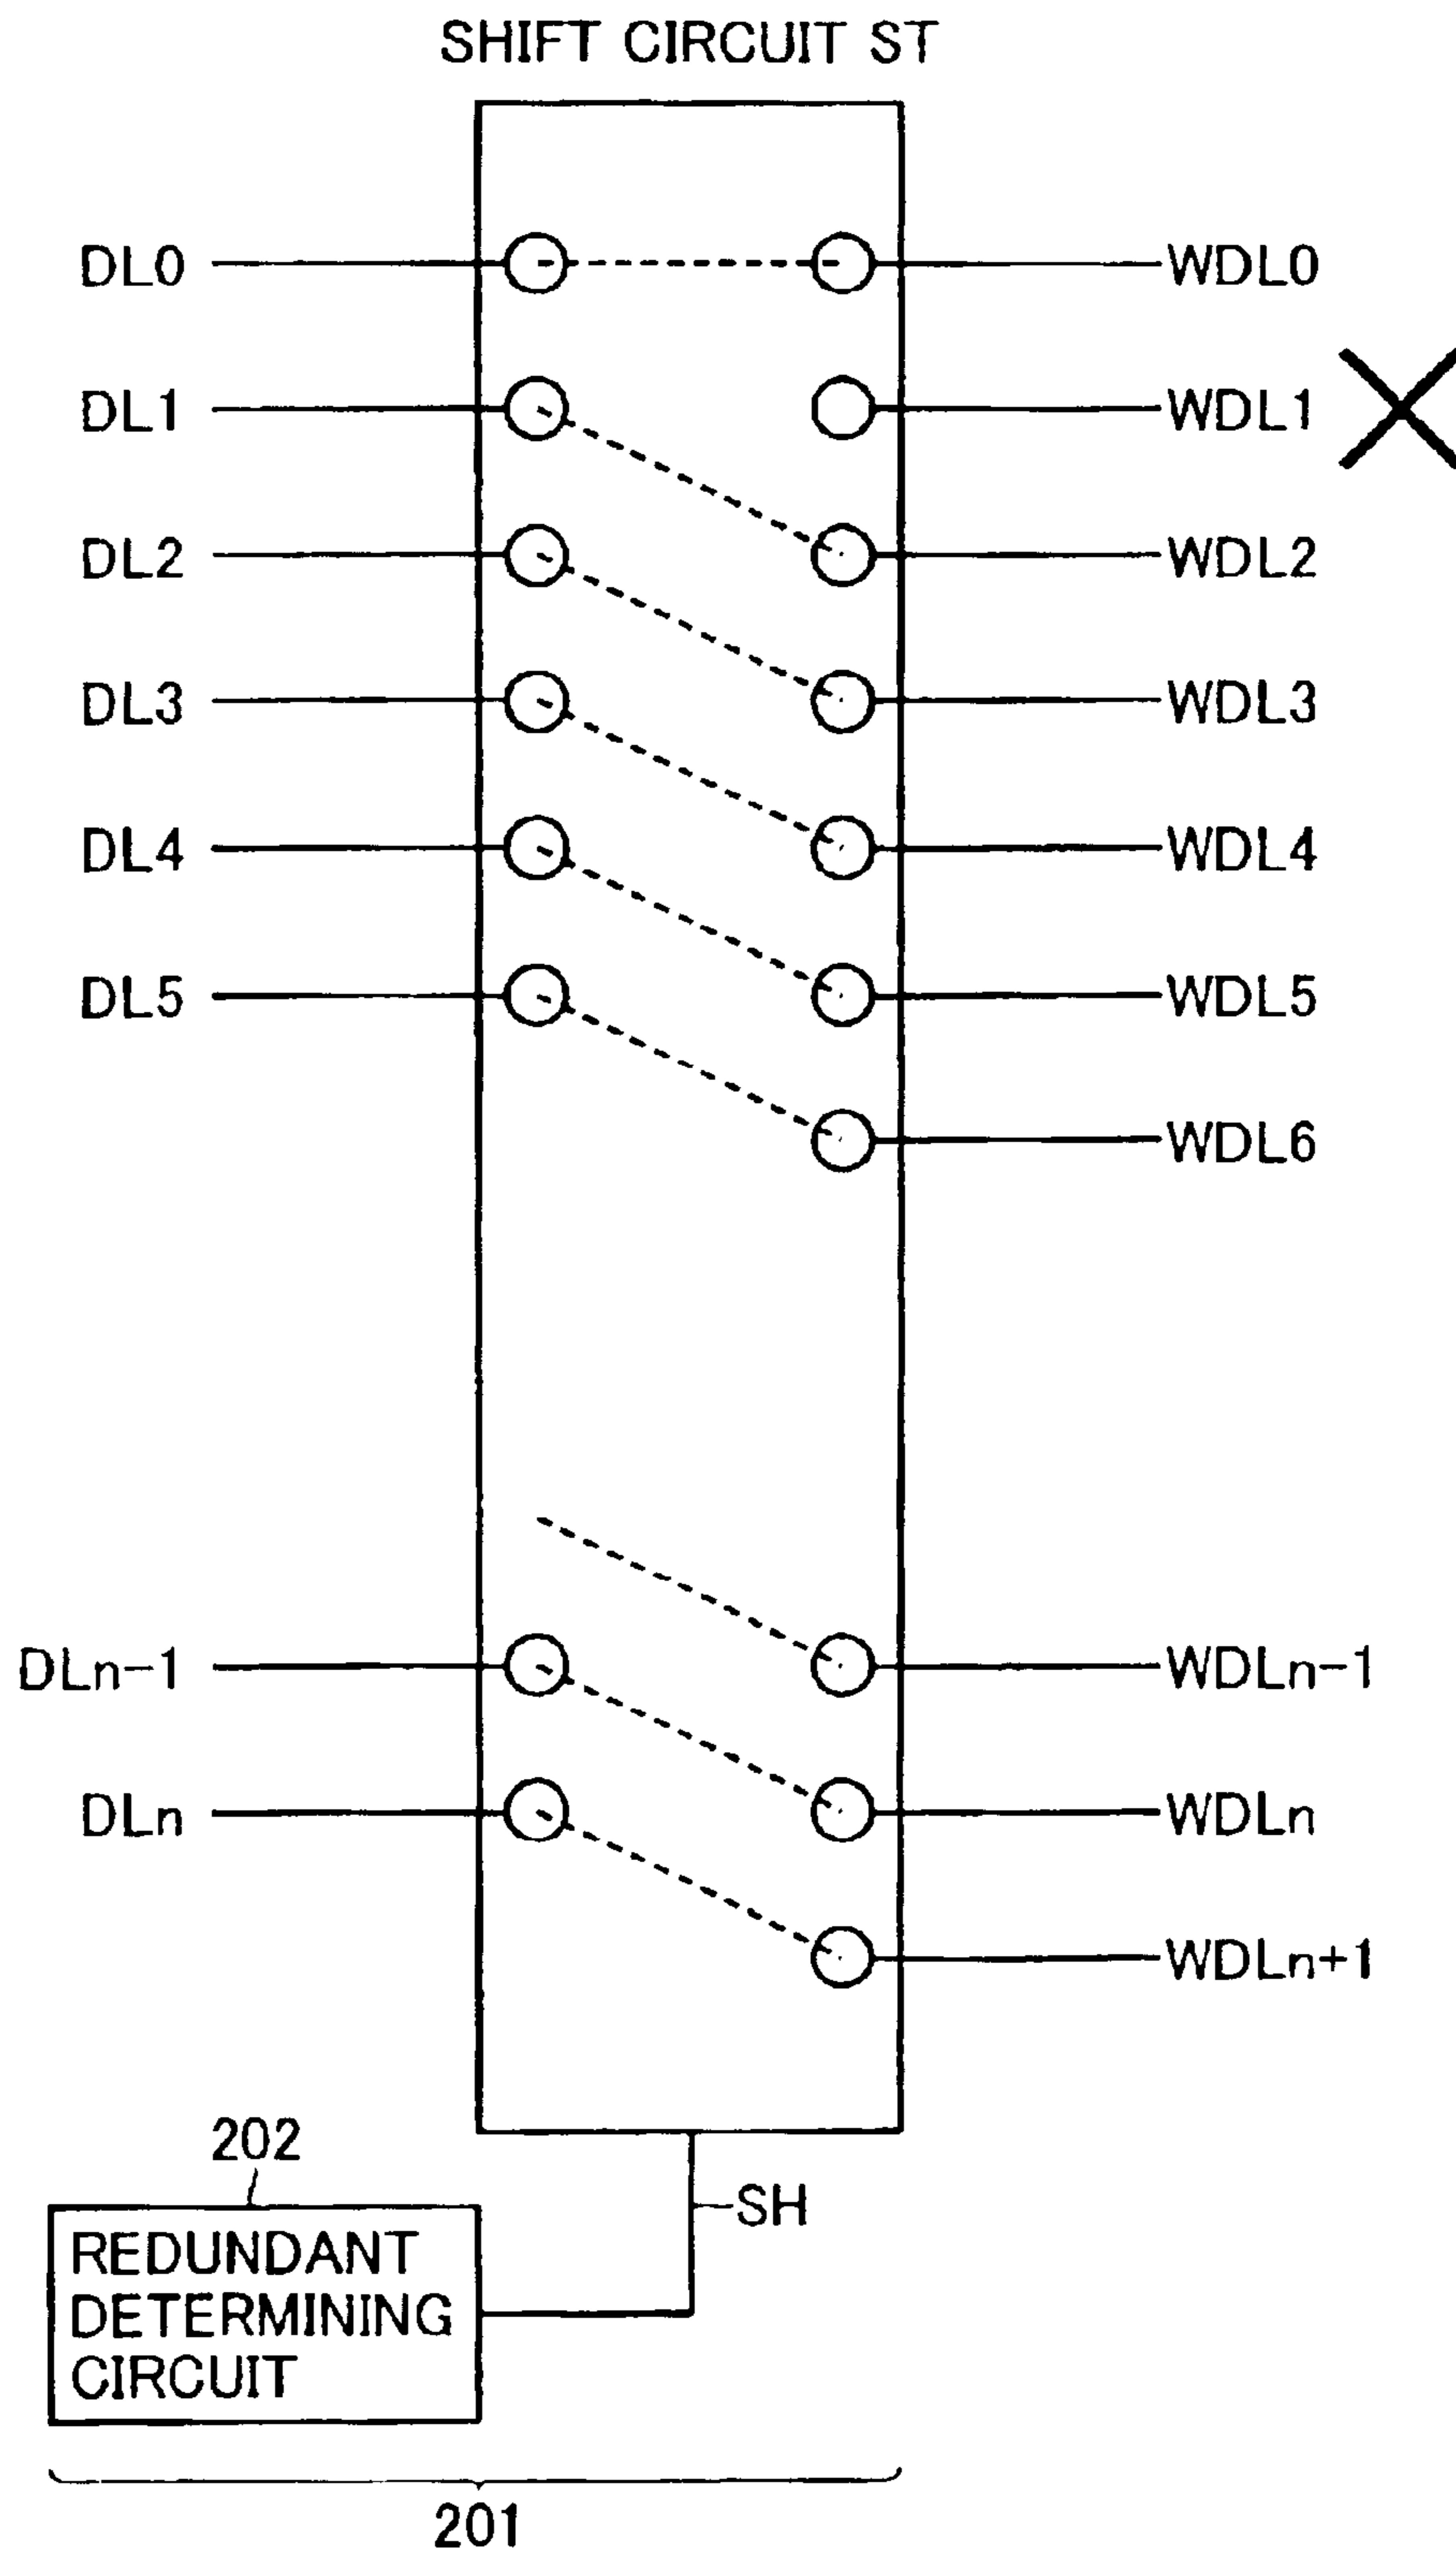 SHIFT CIRCUIT ST
DL0 WDL0
DL1 WDL1
DL2 WDL2
DL3 WDL3
DL4 WDL4
DL5 WDL5
WDL6
DLn-1 WDLn-1
DLn WDLn
WDLn+1
202
SH
REDUNDANT
DETERMINING
CIRCUIT
201